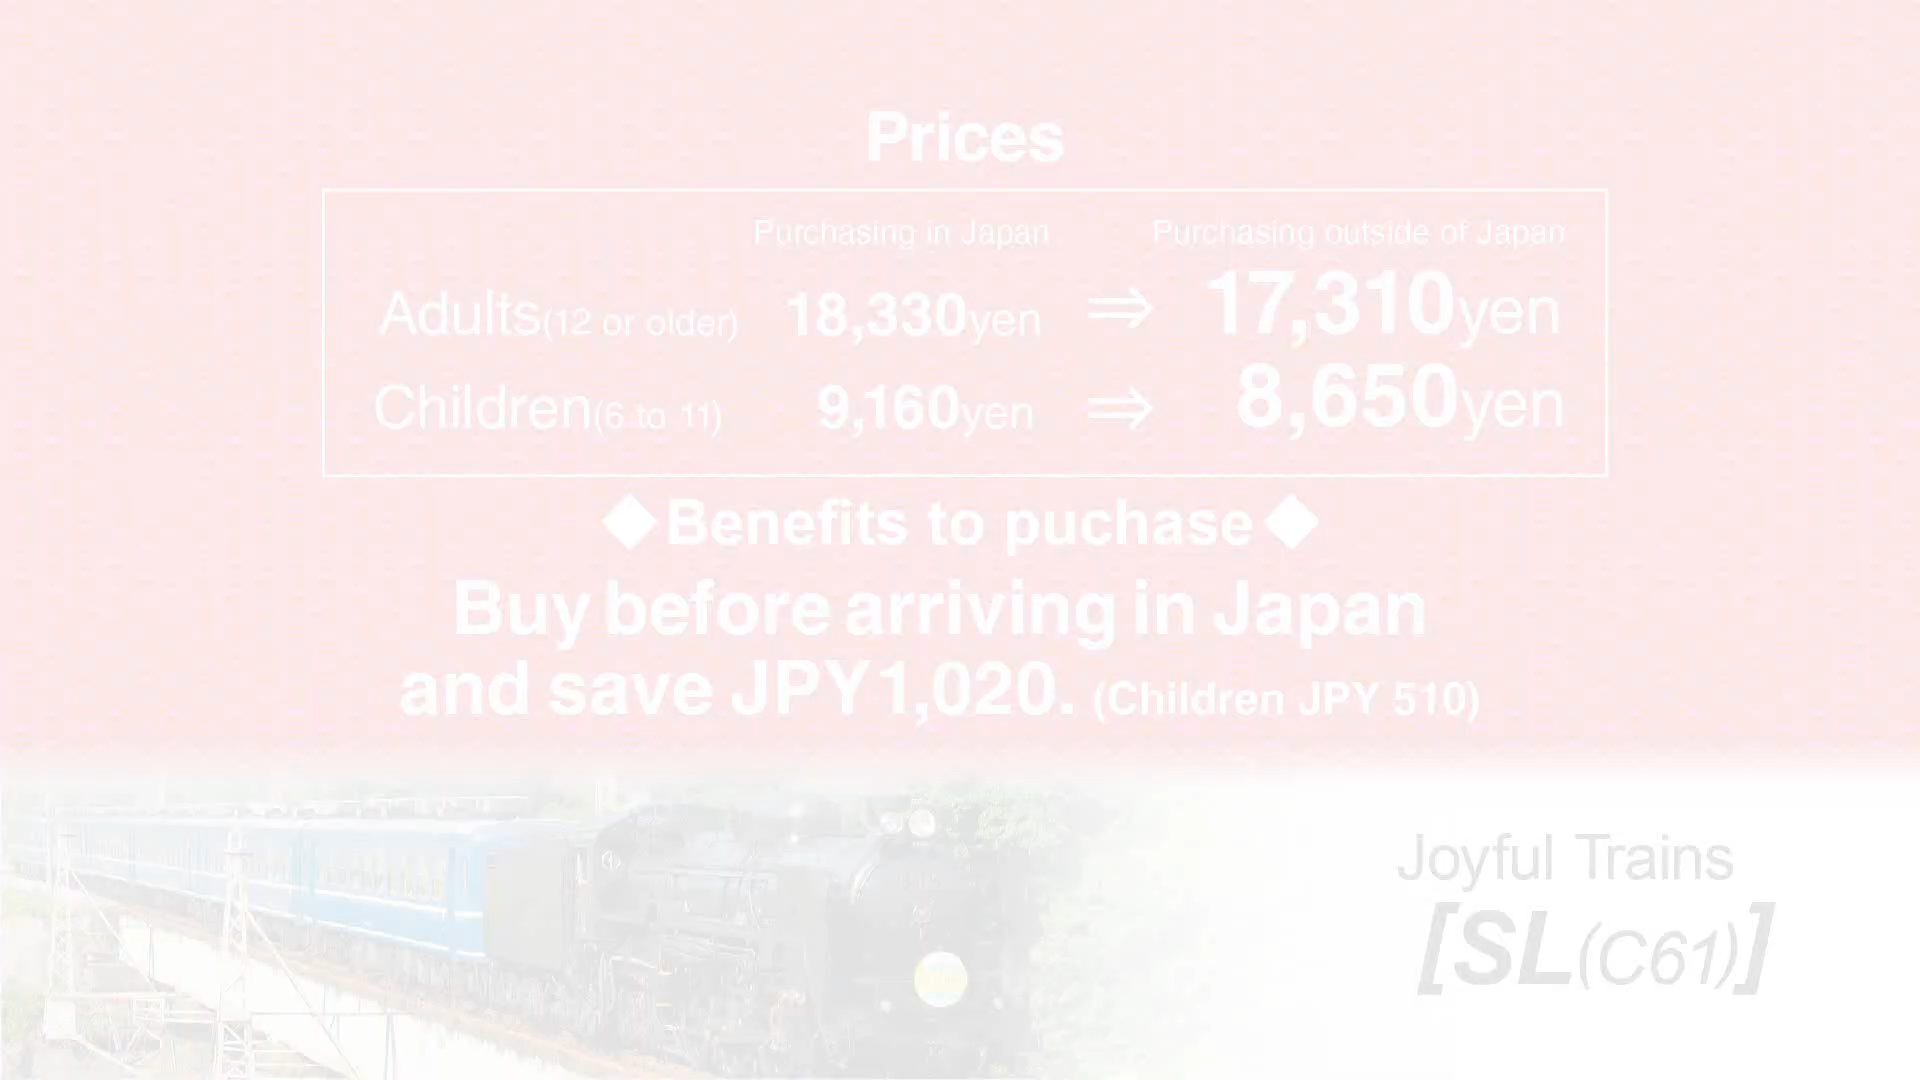 Prices
Purchasing in Japan Purchasing outside of Japan
Adults(12 or older) 18,330yen ⇒ 17,310yen
Children(6 to 11) 9,160yen ⇒ 8,650yen
◆Benefits to puchase◆
Buy before arriving in Japan
and save JPY1,020. (Children JPY 510)
Joyful Trains
[SL(C61)]